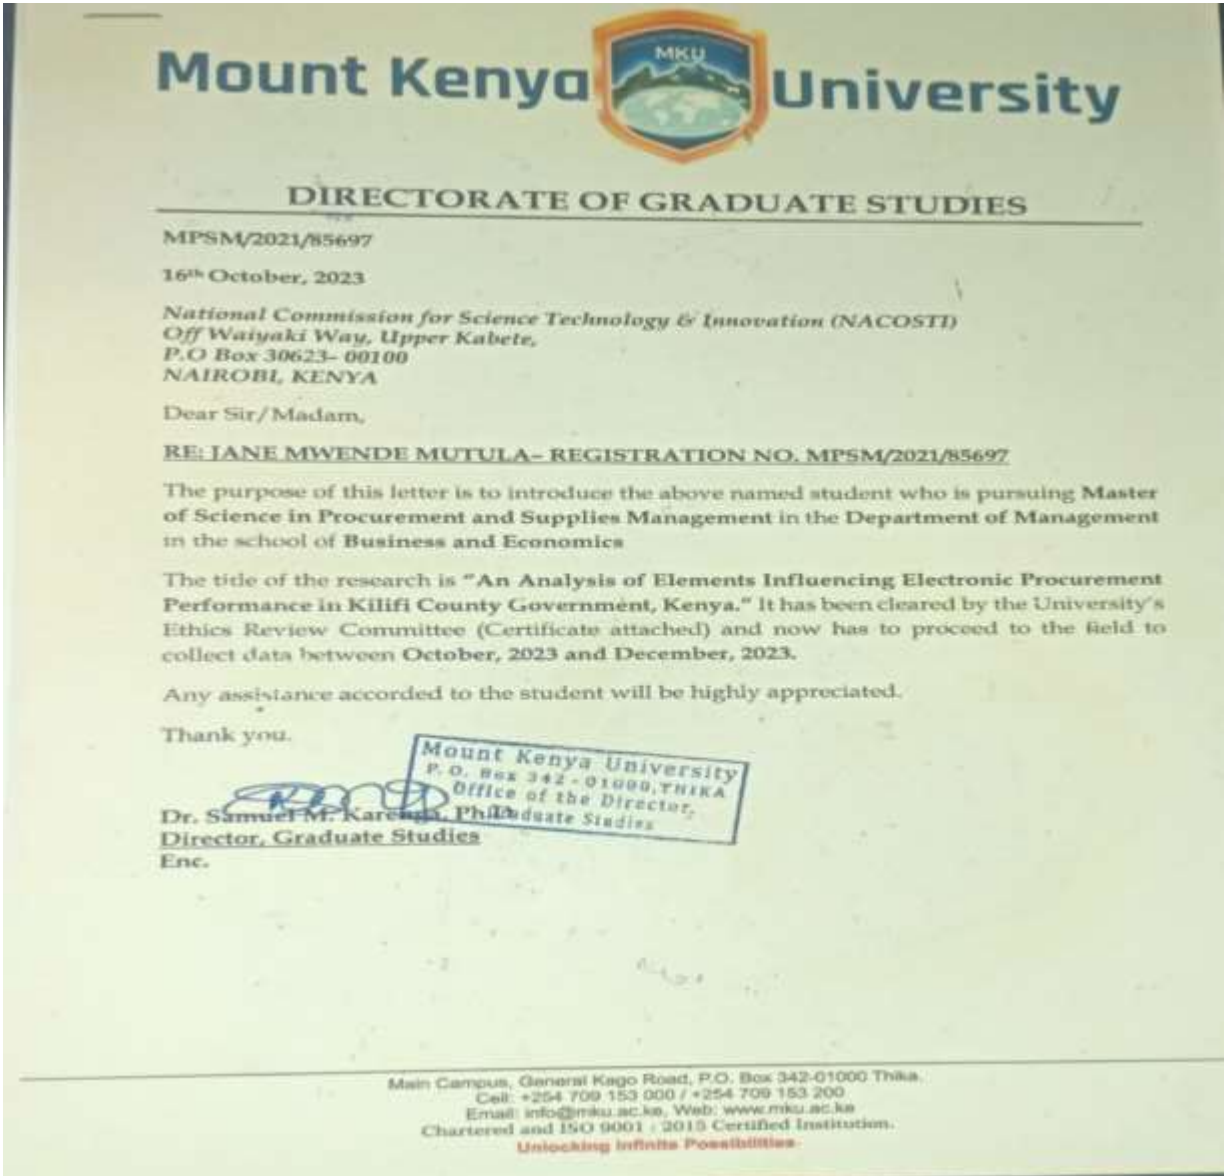 Mount Kenya University
MKU
DIRECTORATE OF GRADUATE STUDIES
MPSM/2021/85697
16th October, 2023
National Commission for Science Technology & Innovation (NACOSTI)
Off Waiyaki Way, Upper Kabete,
P.O Box 30623– 00100
NAIROBI, KENYA
Dear Sir/Madam,
RE: JANE MWENDE MUTULA– REGISTRATION NO. MPSM/2021/85697
The purpose of this letter is to introduce the above named student who is pursuing Master
of Science in Procurement and Supplies Management in the Department of Management
in the school of Business and Economics
The title of the research is "An Analysis of Elements Influencing Electronic Procurement
Performance in Kilifi County Government, Kenya." It has been cleared by the University's
Ethics Review Committee (Certificate attached) and now has to proceed to the field to
collect data between October, 2023 and December, 2023.
Any assistance accorded to the student will be highly appreciated.
Thank you.
Mount Kenya University
P. O. Box 342 - 01000, THIKA
Office of the Director,
Graduate Studies
Dr. Samuel M.
Director, Graduate Studies
Enc.
Main Campus, General Kago Road, P.O. Box 342-01000 Thika.
Cell: +254 709 153 000 / +254 709 153 200
Email: info@mku.ac.ke, Web: www.mku.ac.ke
Chartered and ISO 9001 : 2015 Certified Institution.
Unlocking Infinite Possibilities